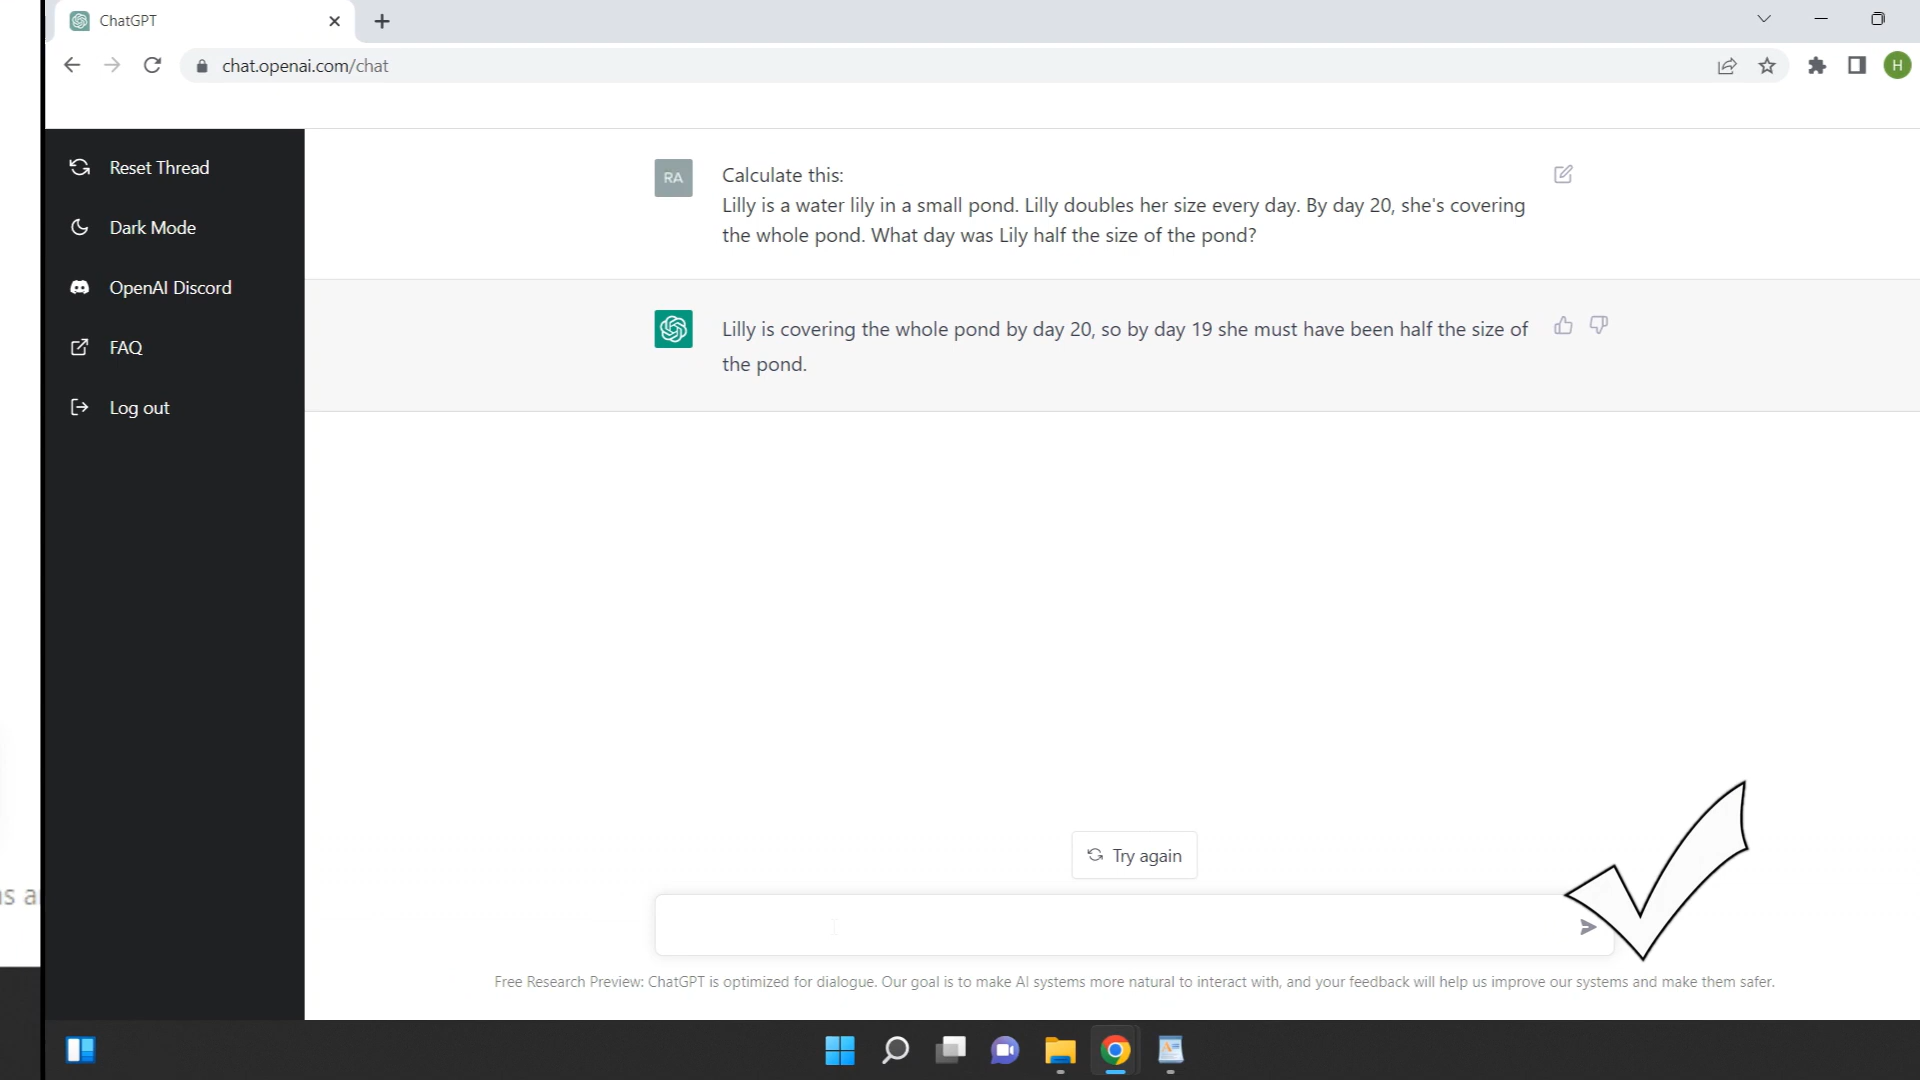 ChatGPT
chat.openai.com/chat
H
Reset Thread
Dark Mode
OpenAI Discord
FAQ
Log out
RA
Calculate this:
Lilly is a water lily in a small pond. Lilly doubles her size every day. By day 20, she's covering
the whole pond. What day was Lily half the size of the pond?
Lilly is covering the whole pond by day 20, so by day 19 she must have been half the size of
the pond.
Try again
Free Research Preview: ChatGPT is optimized for dialogue. Our goal is to make AI systems more natural to interact with, and your feedback will help us improve our systems and make them safer.